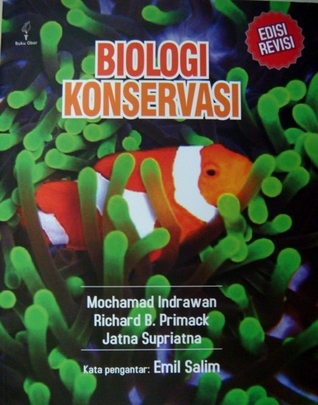 EDISI
REVISI
BIOLOGI
KONSERVASI
Mochamad Indrawan
Richard B. Primack
Jatna Supriatna
Kata pengantar: Emil Salim